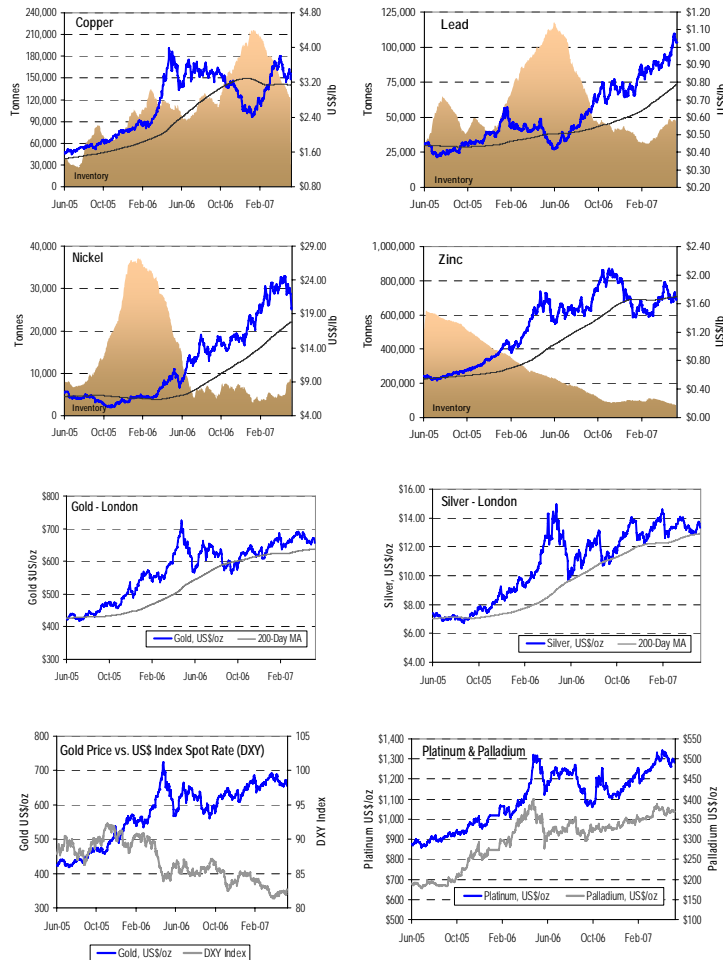 Copper
240,000
210,000
180,000
150,000
120,000
90,000
60,000
30,000
0
Tonnes
$4.80
$4.00
$3.20
$2.40
$1.60
$0.80
US$/lb
Inventory
Jun-05 Oct-05 Feb-06 Jun-06 Oct-06 Feb-07
Lead
125,000
100,000
75,000
50,000
25,000
0
Tonnes
$1.20
$1.10
$1.00
$0.90
$0.80
$0.70
$0.60
$0.50
$0.40
$0.30
$0.20
US$/lb
Inventory
Jun-05 Oct-05 Feb-06 Jun-06 Oct-06 Feb-07
Nickel
40,000
30,000
20,000
10,000
0
Tonnes
$29.00
$24.00
$19.00
$14.00
$9.00
$4.00
US$/lb
Inventory
Jun-05 Oct-05 Feb-06 Jun-06 Oct-06 Feb-07
Zinc
1,000,000
800,000
600,000
400,000
200,000
0
Tonnes
$2.40
$2.00
$1.60
$1.20
$0.80
$0.40
$0.00
US$/lb
Inventory
Jun-05 Oct-05 Feb-06 Jun-06 Oct-06 Feb-07
Gold - London
$800
$700
$600
$500
$400
$300
Gold $US/oz
Gold, US$/oz 200-Day MA
Jun-05 Oct-05 Feb-06 Jun-06 Oct-06 Feb-07
Silver - London
$16.00
$14.00
$12.00
$10.00
$8.00
$6.00
$4.00
Silver, US$/oz
Silver, US$/oz 200-Day MA
Jun-05 Oct-05 Feb-06 Jun-06 Oct-06 Feb-07
Gold Price vs. US$ Index Spot Rate (DXY)
800
700
600
500
400
300
Gold US$/oz
105
100
95
90
85
80
DXY Index
Jun-05 Oct-05 Feb-06 Jun-06 Oct-06 Feb-07
Gold, US$/oz DXY Index
Platinum & Palladium
$1,400
$1,300
$1,200
$1,100
$1,000
$900
$800
$700
$600
$500
Platinum US$/oz
$550
$500
$450
$400
$350
$300
$250
$200
$150
$100
Palladium US$/oz
Platinum, US$/oz Palladium, US$/oz
Jun-05 Oct-05 Feb-06 Jun-06 Oct-06 Feb-07